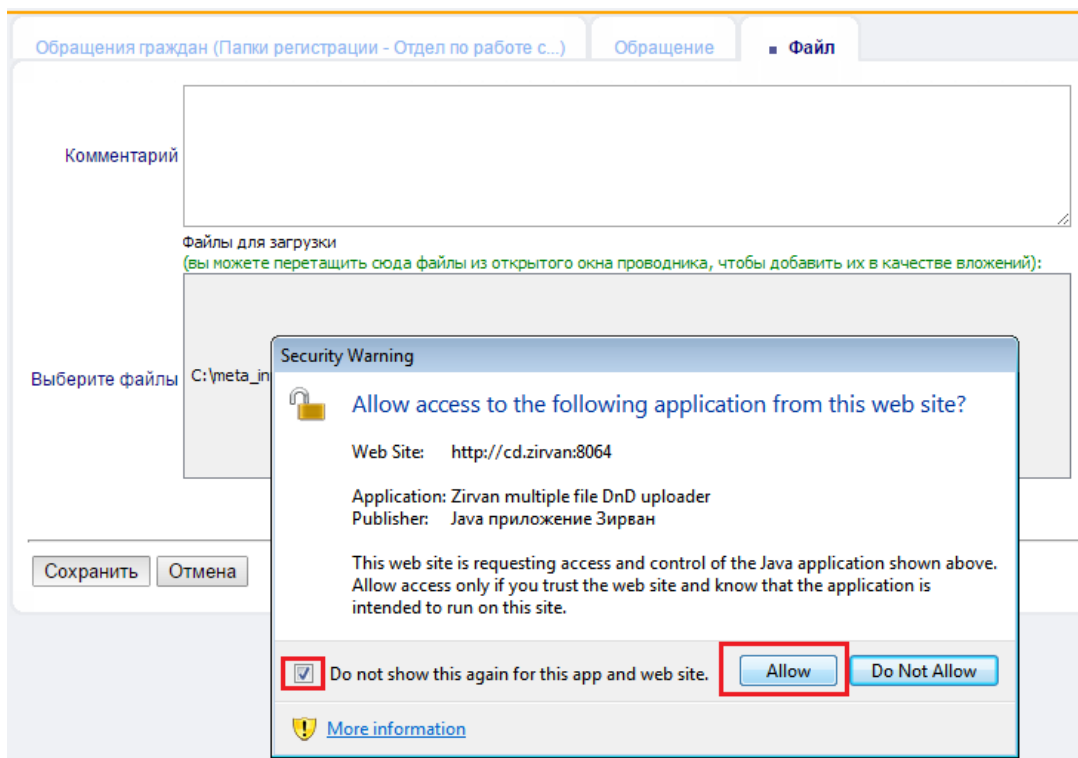 Обращения граждан (Папки регистрации - Отдел по работе с...)
Обращение
Файл
Комментарий
Файлы для загрузки
(вы можете перетащить сюда файлы из открытого окна проводника, чтобы добавить их в качестве вложений):
Выберите файлы
C:\meta_in
Security Warning
Allow access to the following application from this web site?
Web Site: http://cd.zirvan:8064
Application: Zirvan multiple file DnD uploader
Publisher: Java приложение Зирван
This web site is requesting access and control of the Java application shown above.
Allow access only if you trust the web site and know that the application is
intended to run on this site.
Сохранить
Отмена
Do not show this again for this app and web site.
Allow
Do Not Allow
More information